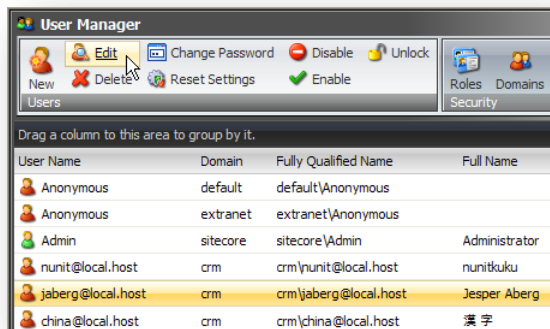 User Manager
New
Edit
Change Password
Disable
Unlock
Delete
Reset Settings
Enable
Users
Roles
Domains
Security
Drag a column to this area to group by it.
User Name Domain Fully Qualified Name Full Name
Anonymous default default\Anonymous
Anonymous extranet extranet\Anonymous
Admin sitecore sitecore\Admin Administrator
nunit@local.host crm crm\nunit@local.host nunitkuku
jaberg@local.host crm crm\jaberg@local.host Jesper Aberg
china@local.host crm crm\china@local.host 漢字